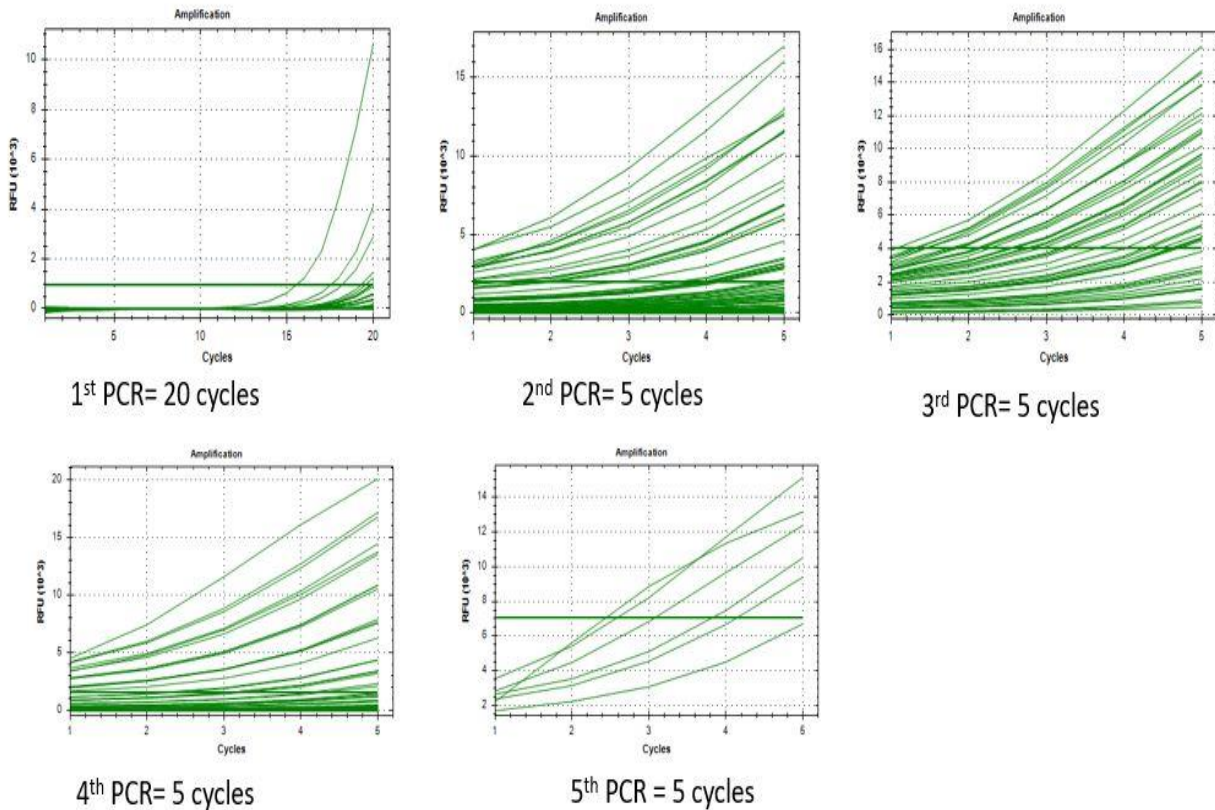 Amplification
RFU (10^3)
10
8
6
4
2
0
5 10 15 20
Cycles
1st PCR= 20 cycles
Amplification
RFU (10^3)
15
10
5
0
1 2 3 4 5
Cycles
2nd PCR= 5 cycles
Amplification
RFU (10^3)
16
14
12
10
8
6
4
2
0
1 2 3 4 5
Cycles
3rd PCR= 5 cycles
Amplification
RFU (10^3)
20
15
10
5
0
1 2 3 4 5
Cycles
4th PCR= 5 cycles
Amplification
RFU (10^3)
14
12
10
8
6
4
2
1 2 3 4 5
Cycles
5th PCR = 5 cycles